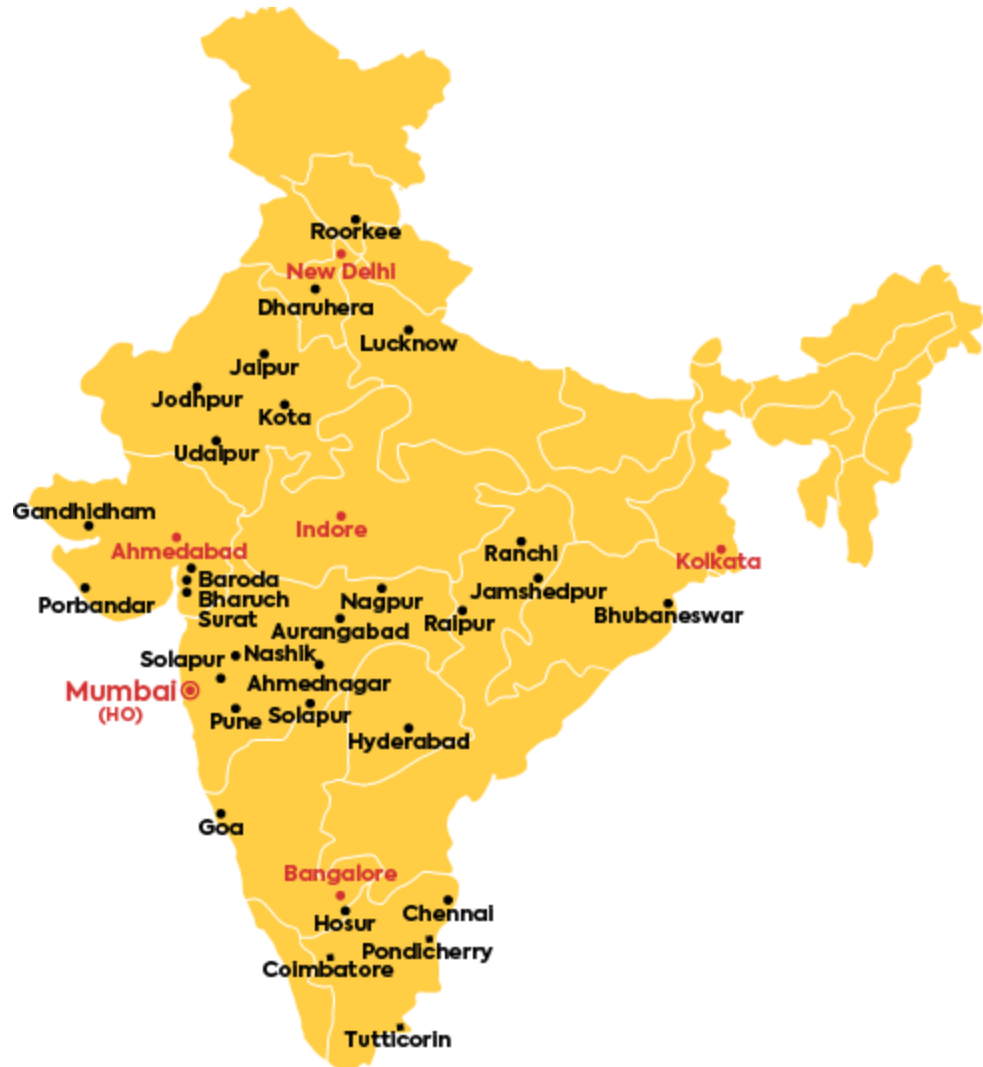 Roorkee
New Delhi
Dharuhera
Lucknow
Jaipur
Jodhpur
Kota
Udaipur
Gandhidham
Indore
Ahmedabad
Ranchi
Kolkata
Baroda
Jamshedpur
Bharuch
Nagpur
Porbandar
Surat
Bhubaneswar
Raipur
Aurangabad
Nashik
Solapur
Ahmednagar
Mumbai
(HO)
Solapur
Pune
Hyderabad
Goa
Bangalore
Chennai
Hosur
Pondicherry
Coimbatore
Tutticorin